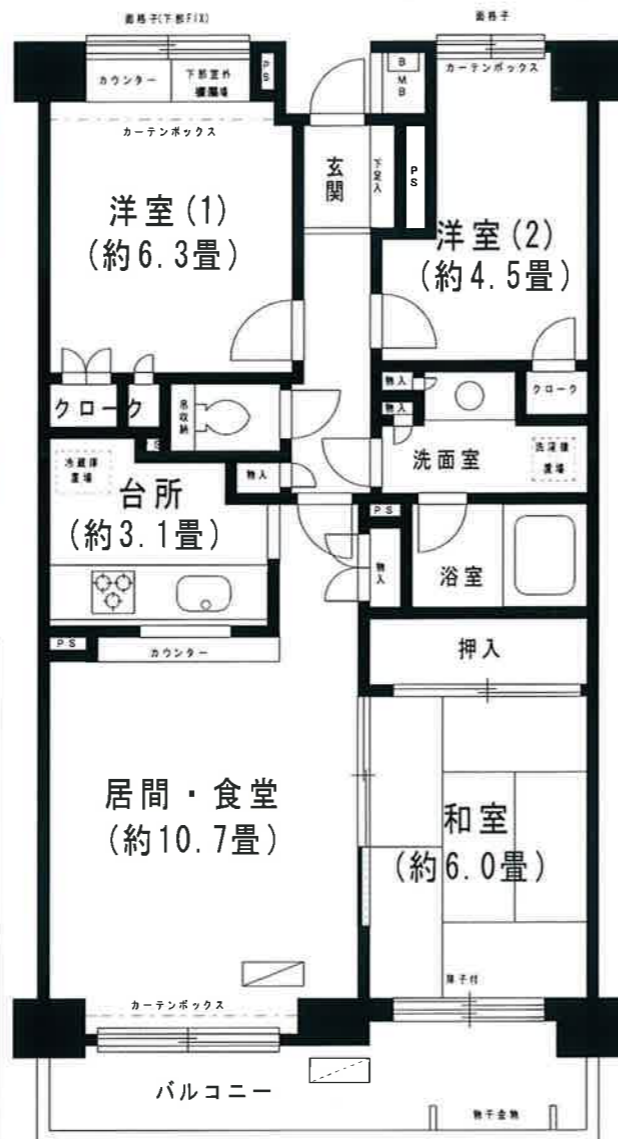 面格子(下部FIX)
面格子
カウンター
下部室外機置場
PS
BMB
カーテンボックス
カーテンボックス
玄関
下足入
PS
洋室(1)
(約6.3畳)
洋室(2)
(約4.5畳)
クローク
吊収納
物入
物入
クローク
洗面室
洗濯機置場
PS
冷蔵庫置場
台所
(約3.1畳)
物入
PS
物入
浴室
PS
カウンター
押入
居間・食堂
(約10.7畳)
和室
(約6.0畳)
障子付
カーテンボックス
バルコニー
物干金物